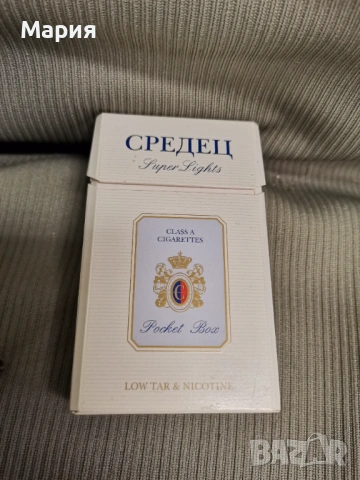 Мария
СРЕДЕЦ
Super Lights
CLASS A
CIGARETTES
Pocket Box
LOW TAR & NICOTINE
BAZAR